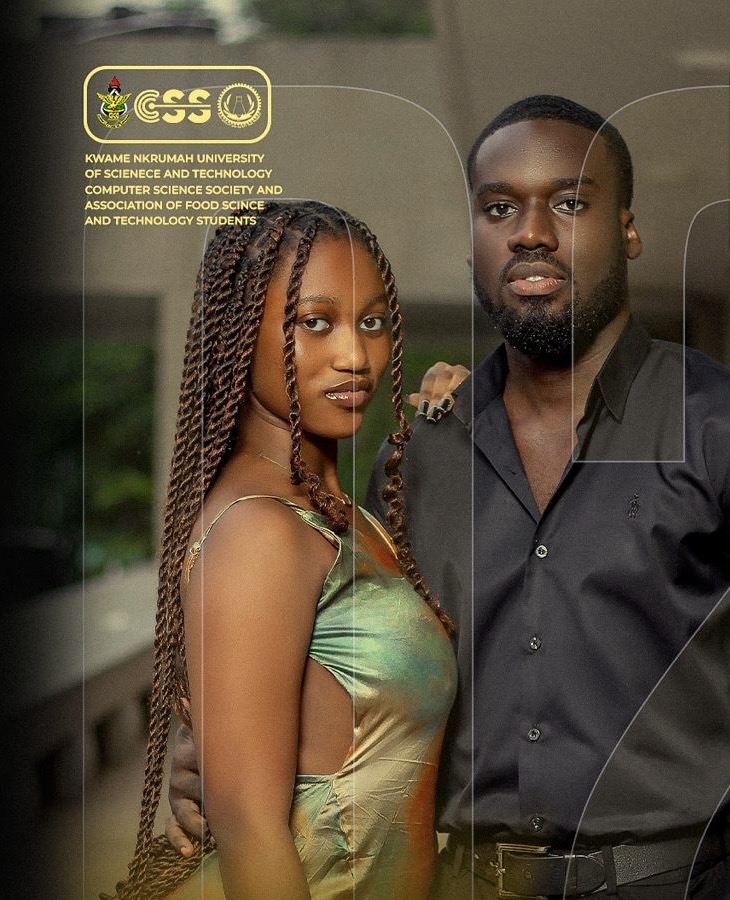 CSS
KWAME NKRUMAH UNIVERSITY
OF SCIENECE AND TECHNOLOGY
COMPUTER SCIENCE SOCIETY AND
ASSOCIATION OF FOOD SCINCE
AND TECHNOLOGY STUDENTS